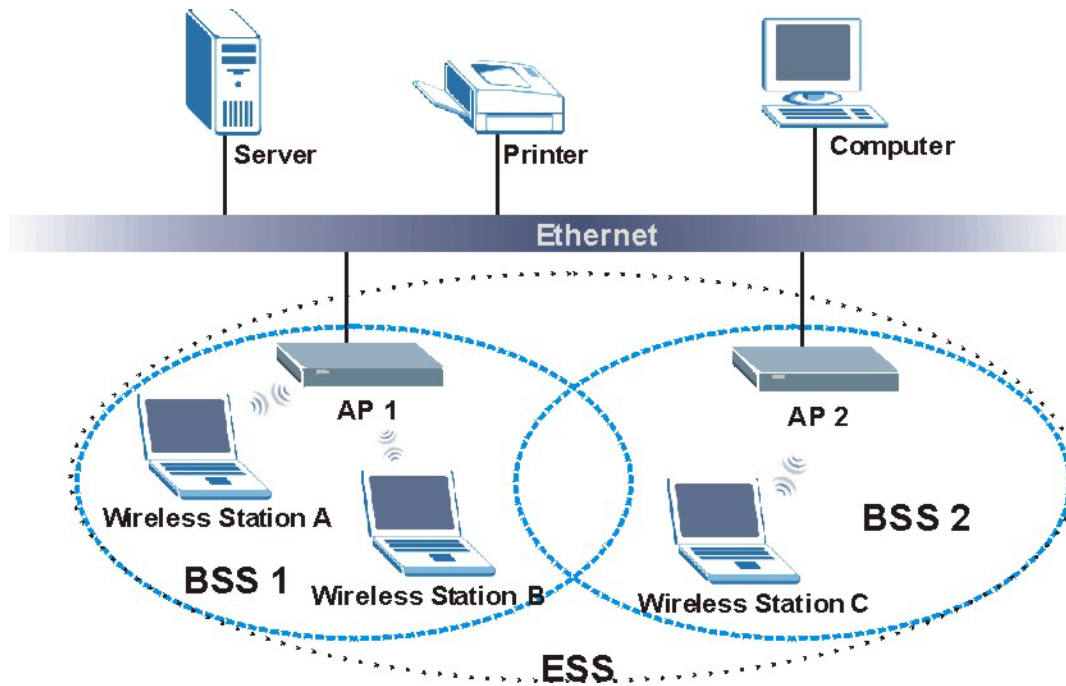 Server
Printer
Computer
Ethernet
AP 1
AP 2
Wireless Station A
BSS 2
BSS 1
Wireless Station B
Wireless Station C
ESS